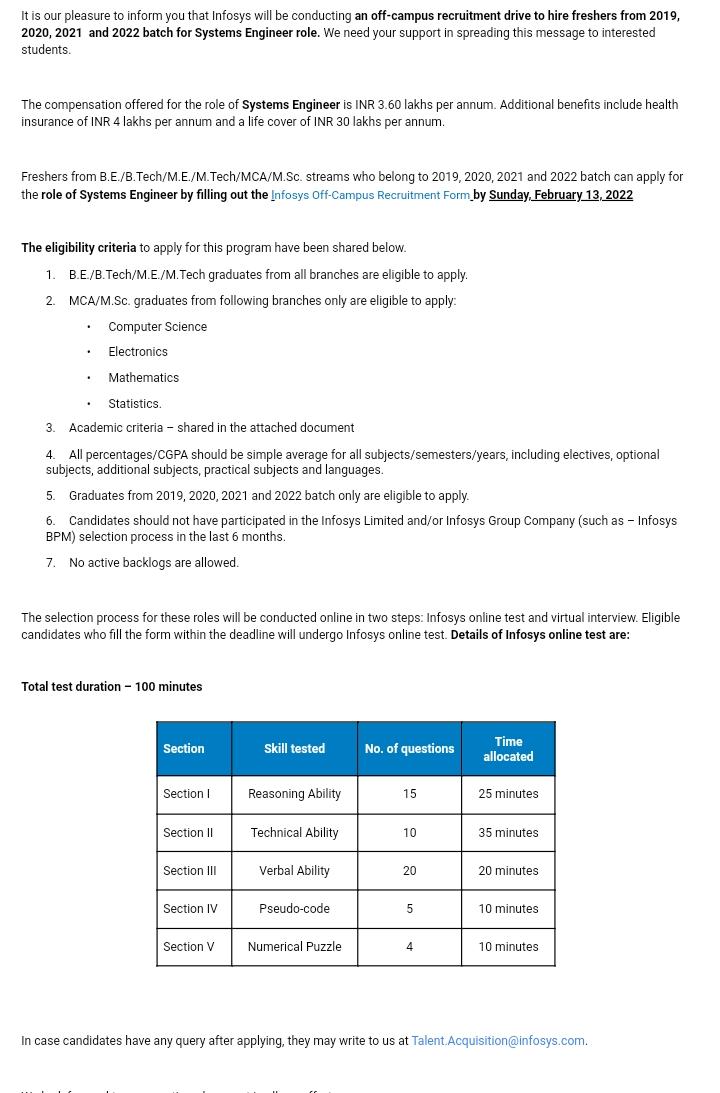 It is our pleasure to inform you that Infosys will be conducting an off-campus recruitment drive to hire freshers from 2019,
2020, 2021 and 2022 batch for Systems Engineer role. We need your support in spreading this message to interested
students.
The compensation offered for the role of Systems Engineer is INR 3.60 lakhs per annum. Additional benefits include health
insurance of INR 4 lakhs per annum and a life cover of INR 30 lakhs per annum.
Freshers from B.E./B.Tech/M.E./M.Tech/MCA/M.Sc. streams who belong to 2019, 2020, 2021 and 2022 batch can apply for
the role of Systems Engineer by filling out the Infosys Off-Campus Recruitment Form by Sunday, February 13, 2022
The eligibility criteria to apply for this program have been shared below.
1. B.E./B.Tech/M.E./M.Tech graduates from all branches are eligible to apply.
2. MCA/M.Sc. graduates from following branches only are eligible to apply:
• Computer Science
• Electronics
• Mathematics
• Statistics.
3. Academic criteria – shared in the attached document
4. All percentages/CGPA should be simple average for all subjects/semesters/years, including electives, optional
subjects, additional subjects, practical subjects and languages.
5. Graduates from 2019, 2020, 2021 and 2022 batch only are eligible to apply.
6. Candidates should not have participated in the Infosys Limited and/or Infosys Group Company (such as – Infosys
BPM) selection process in the last 6 months.
7. No active backlogs are allowed.
The selection process for these roles will be conducted online in two steps: Infosys online test and virtual interview. Eligible
candidates who fill the form within the deadline will undergo Infosys online test. Details of Infosys online test are:
Total test duration – 100 minutes
Section Skill tested No. of questions Time allocated
Section I Reasoning Ability 15 25 minutes
Section II Technical Ability 10 35 minutes
Section III Verbal Ability 20 20 minutes
Section IV Pseudo-code 5 10 minutes
Section V Numerical Puzzle 4 10 minutes
In case candidates have any query after applying, they may write to us at Talent.Acquisition@infosys.com.